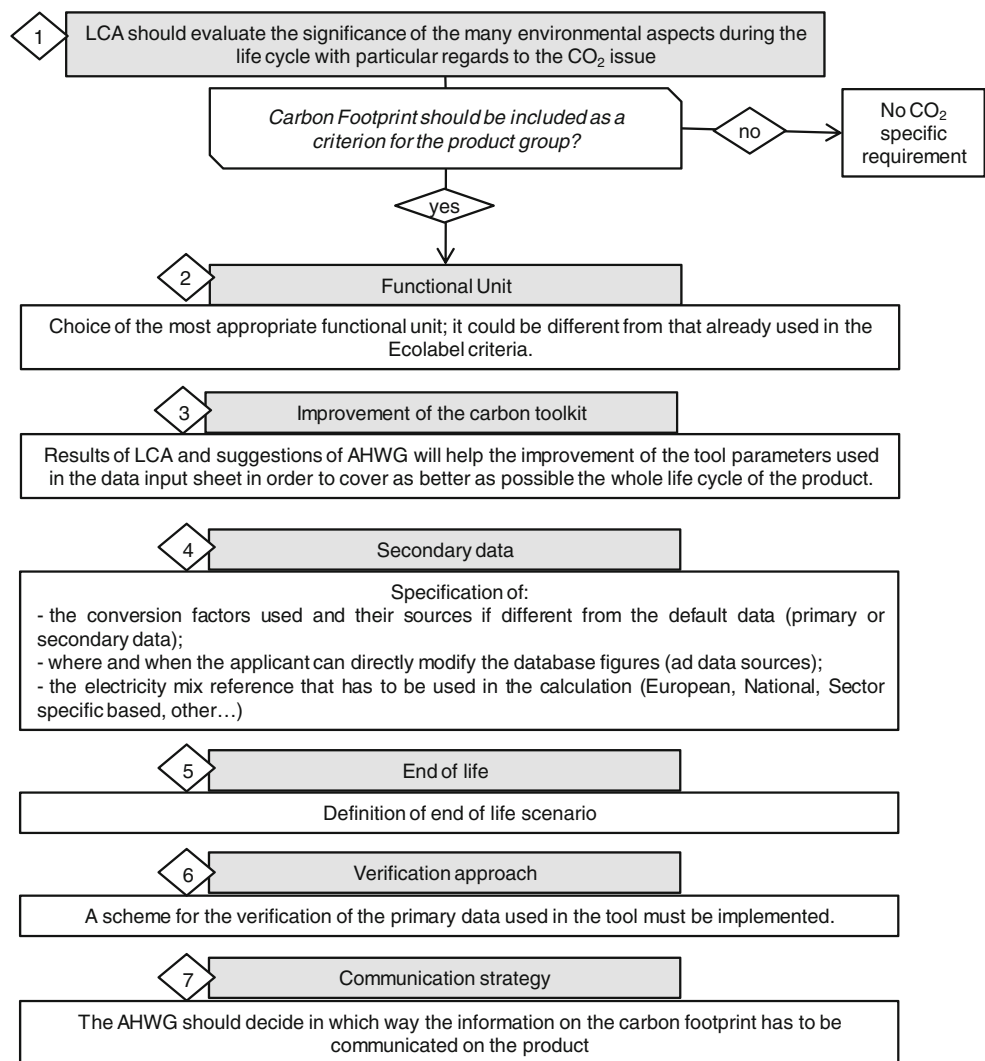 1
LCA should evaluate the significance of the many environmental aspects during the
life cycle with particular regards to the CO₂ issue
Carbon Footprint should be included as a
criterion for the product group?
no
No CO₂
specific
requirement
yes
2
Functional Unit
Choice of the most appropriate functional unit; it could be different from that already used in the
Ecolabel criteria.
3
Improvement of the carbon toolkit
Results of LCA and suggestions of AHWG will help the improvement of the tool parameters used
in the data input sheet in order to cover as better as possible the whole life cycle of the product.
4
Secondary data
Specification of:
- the conversion factors used and their sources if different from the default data (primary or
secondary data);
- where and when the applicant can directly modify the database figures (ad data sources);
- the electricity mix reference that has to be used in the calculation (European, National, Sector
specific based, other…)
5
End of life
Definition of end of life scenario
6
Verification approach
A scheme for the verification of the primary data used in the tool must be implemented.
7
Communication strategy
The AHWG should decide in which way the information on the carbon footprint has to be
communicated on the product